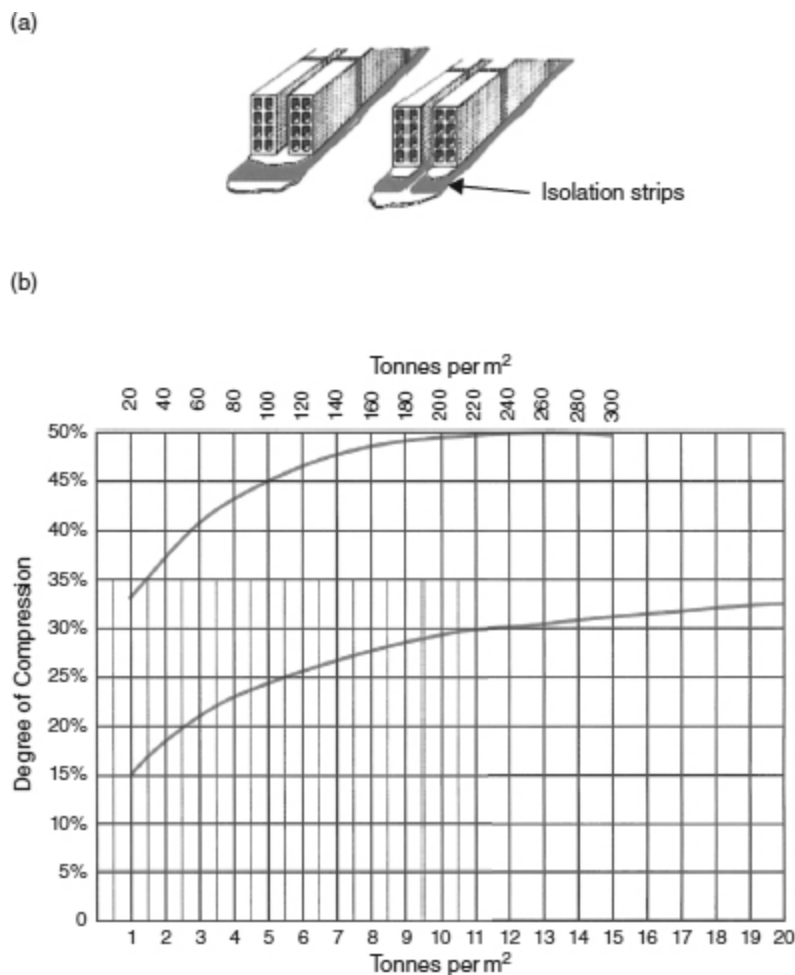 (a)
Isolation strips
(b)
Tonnes per m²
20 40 60 80 100 120 140 160 180 200 220 240 260 280 300
50%
45%
40%
35%
30%
25%
20%
15%
10%
5%
0
Degree of Compression
1 2 3 4 5 6 7 8 9 10 11 12 13 14 15 16 17 18 19 20
Tonnes per m²